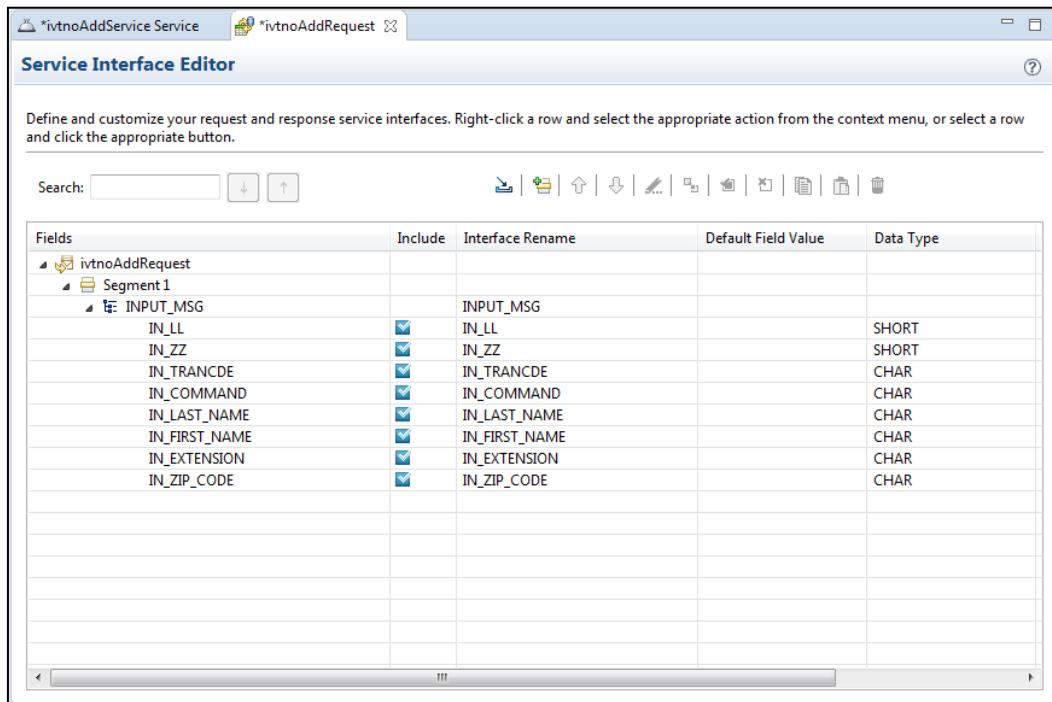 *ivtnoAddService Service *ivtnoAddRequest
Service Interface Editor
Define and customize your request and response service interfaces. Right-click a row and select the appropriate action from the context menu, or select a row
and click the appropriate button.
Search:
Fields Include Interface Rename Default Field Value Data Type
ivtnoAddRequest
Segment 1
INPUT_MSG INPUT_MSG
IN_LL IN_LL SHORT
IN_ZZ IN_ZZ SHORT
IN_TRANCDE IN_TRANCDE CHAR
IN_COMMAND IN_COMMAND CHAR
IN_LAST_NAME IN_LAST_NAME CHAR
IN_FIRST_NAME IN_FIRST_NAME CHAR
IN_EXTENSION IN_EXTENSION CHAR
IN_ZIP_CODE IN_ZIP_CODE CHAR